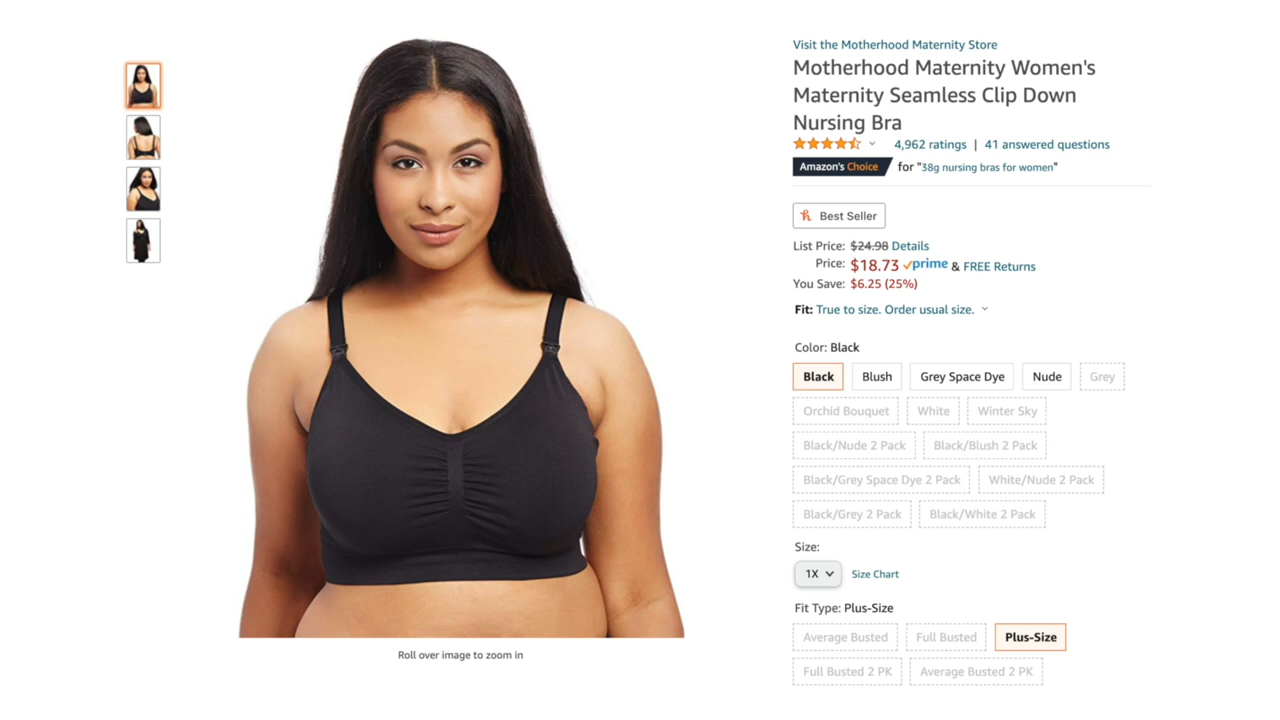 Visit the Motherhood Maternity Store
Motherhood Maternity Women's
Maternity Seamless Clip Down
Nursing Bra
4,962 ratings | 41 answered questions
Amazon's Choice for "38g nursing bras for women"
Best Seller
List Price: $24.98 Details
Price: $18.73 prime & FREE Returns
You Save: $6.25 (25%)
Fit: True to size. Order usual size.
Color: Black
Black Blush Grey Space Dye Nude Grey
Orchid Bouquet White Winter Sky
Black/Nude 2 Pack Black/Blush 2 Pack
Black/Grey Space Dye 2 Pack White/Nude 2 Pack
Black/Grey 2 Pack Black/White 2 Pack
Size:
1X Size Chart
Fit Type: Plus-Size
Average Busted Full Busted Plus-Size
Full Busted 2 PK Average Busted 2 PK
Roll over image to zoom in